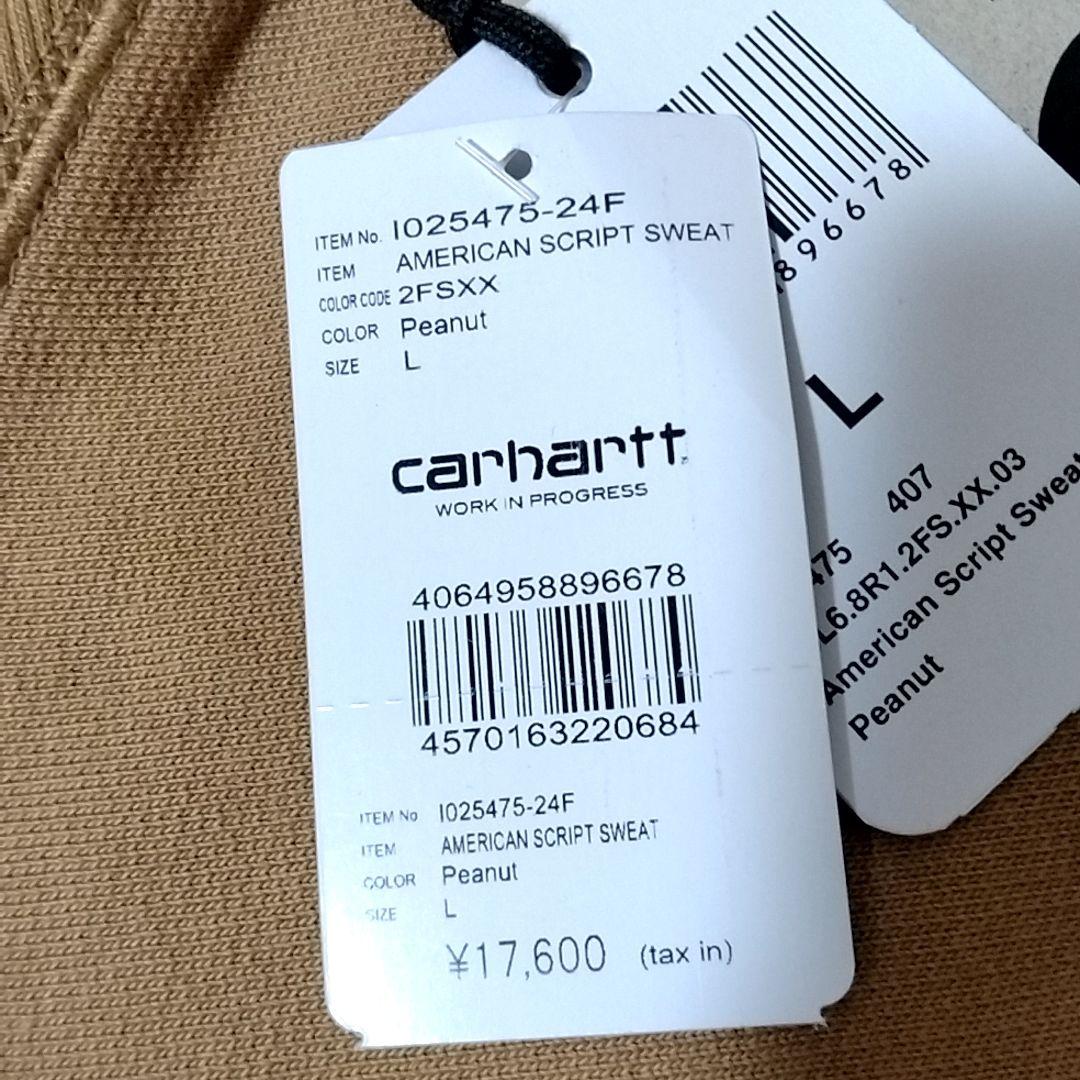 ITEM No. I025475-24F
ITEM AMERICAN SCRIPT SWEAT
COLOR CODE 2FSXX
COLOR Peanut
SIZE L
carhartt
WORK IN PROGRESS
4064958896678
4570163220684
ITEM No I025475-24F
ITEM AMERICAN SCRIPT SWEAT
COLOR Peanut
SIZE L
¥17,600 (tax in)
896678
L
475 407
L6.8R1.2FS.XX.03
American Script Sweat
Peanut